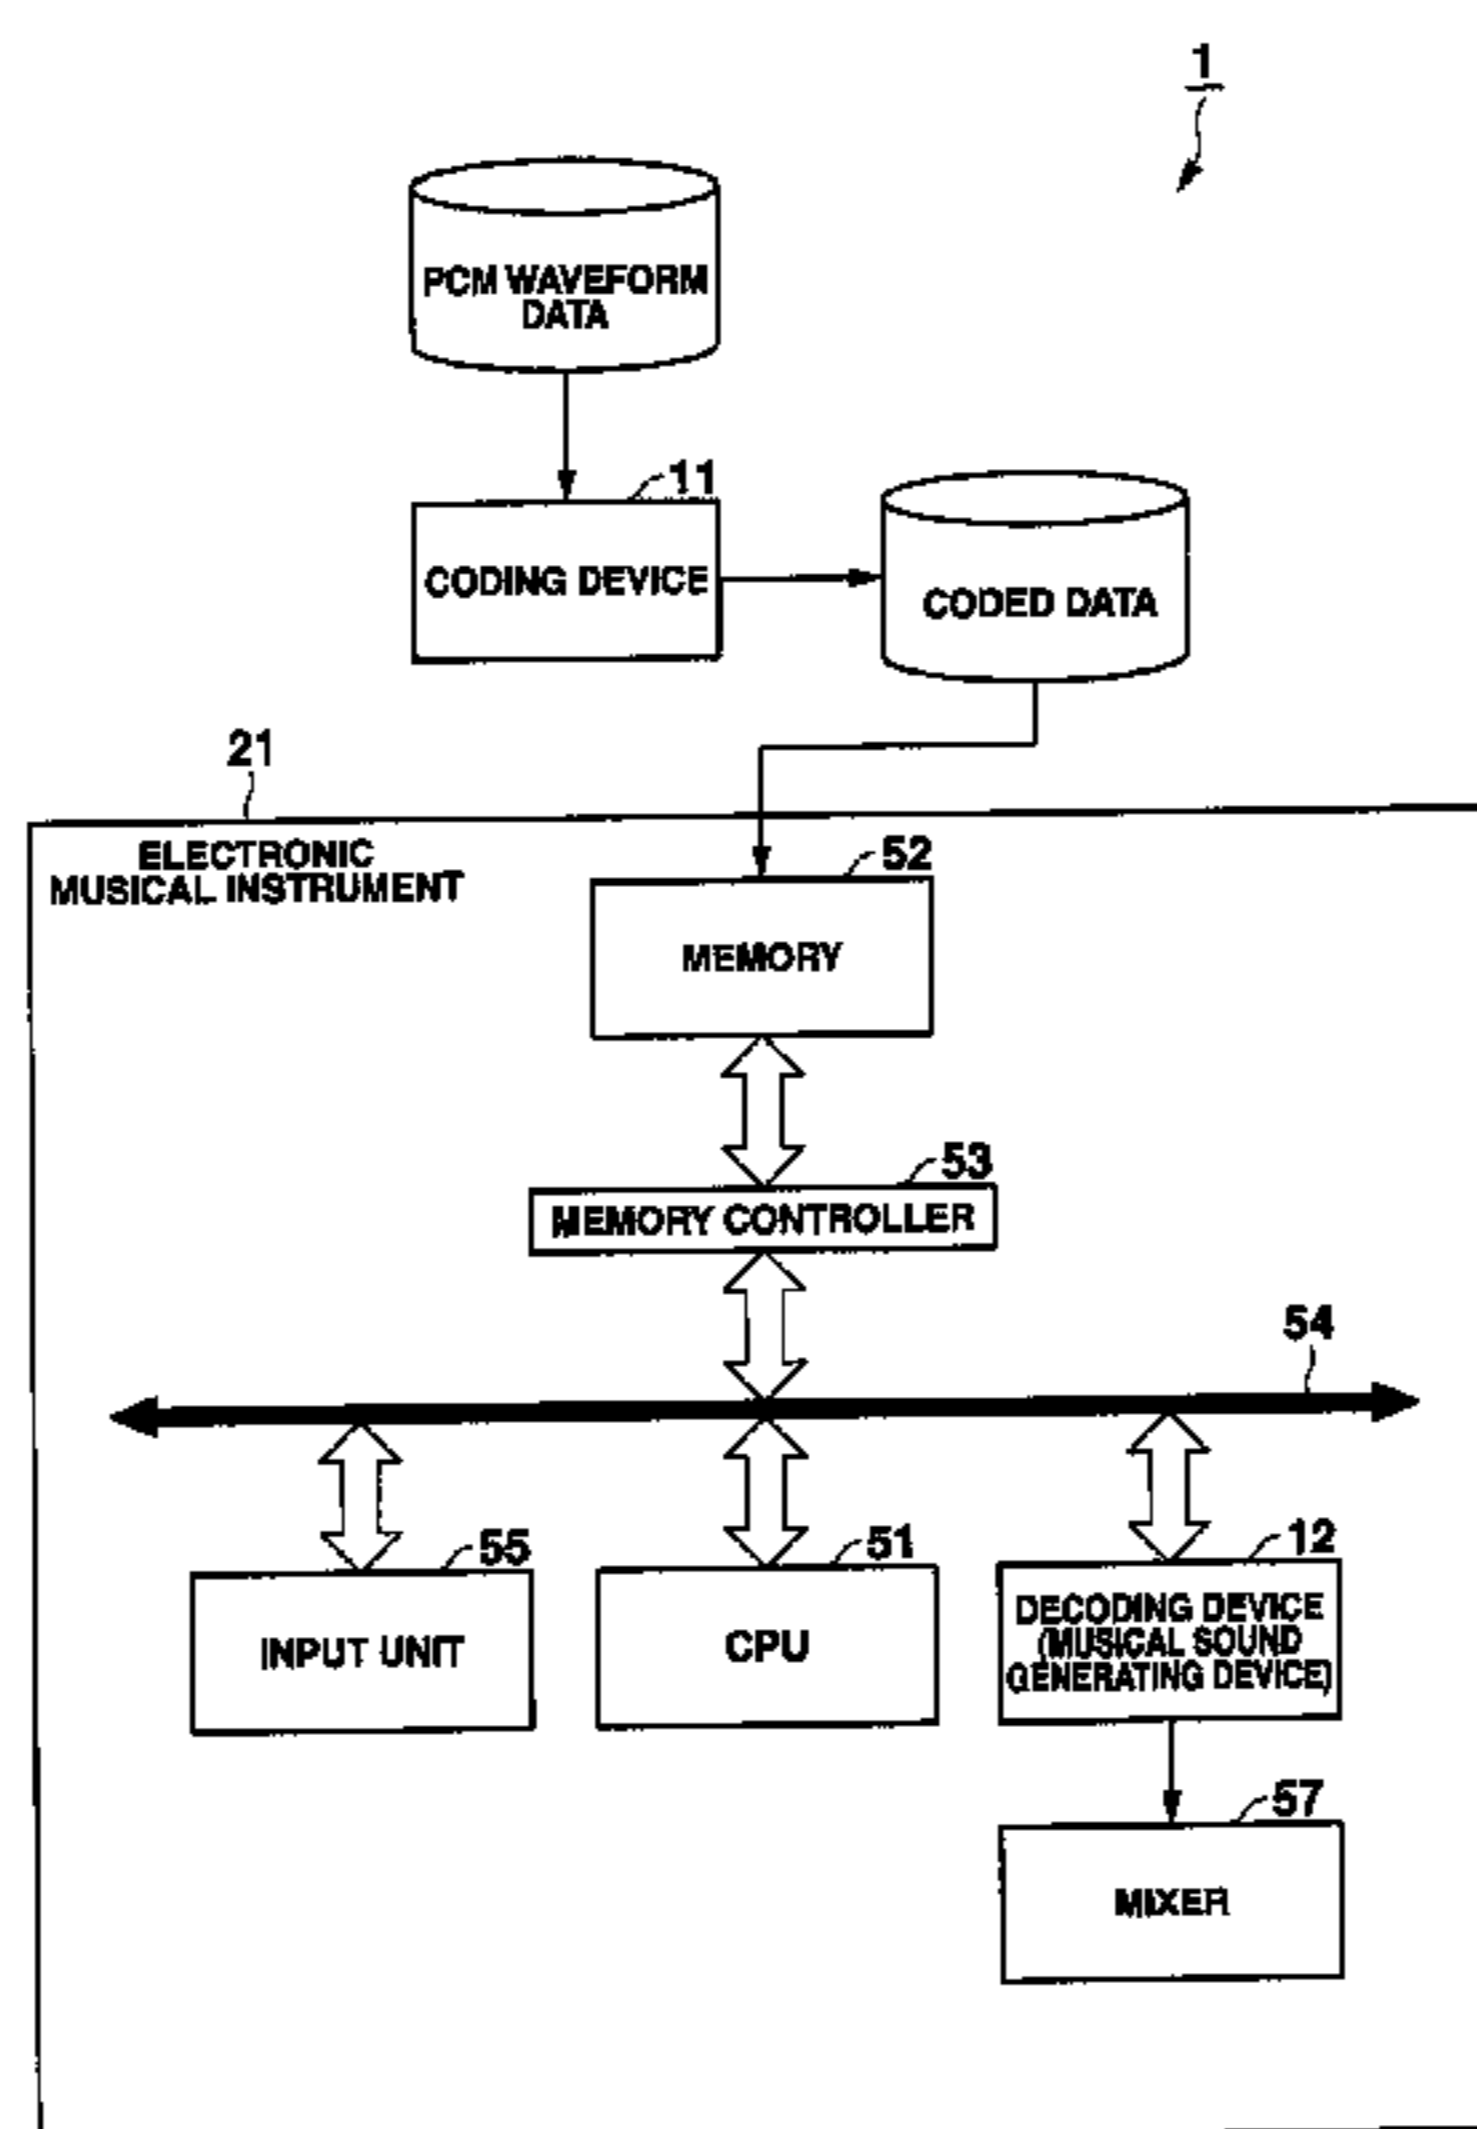 1
PCM WAVEFORM
DATA
11
CODING DEVICE
CODED DATA
21
ELECTRONIC
MUSICAL INSTRUMENT
52
MEMORY
53
MEMORY CONTROLLER
54
55
INPUT UNIT
51
CPU
12
DECODING DEVICE
(MUSICAL SOUND
GENERATING DEVICE)
57
MIXER